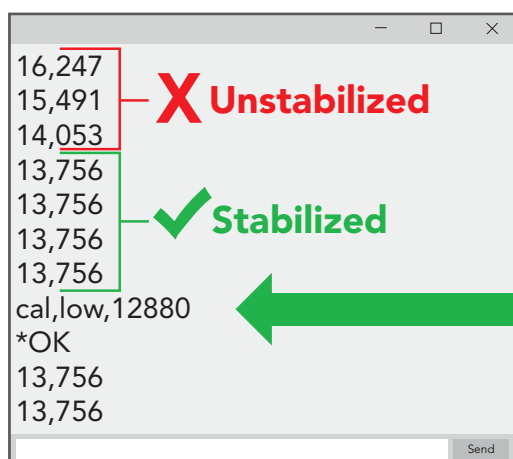 16,247
15,491
X Unstabilized
14,053
13,756
13,756
Stabilized
13,756
13,756
cal,low,12880
*OK
13,756
13,756
Send